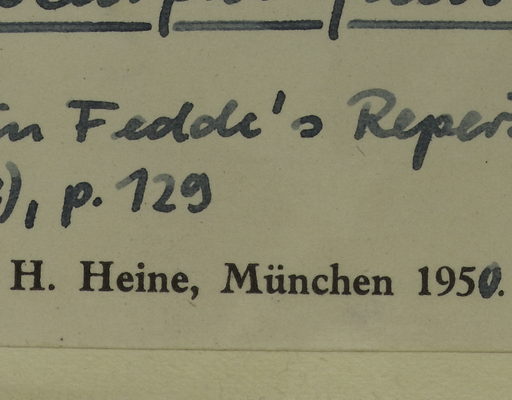 in Fedde's Repert
), p. 129
H. Heine, München 1950.